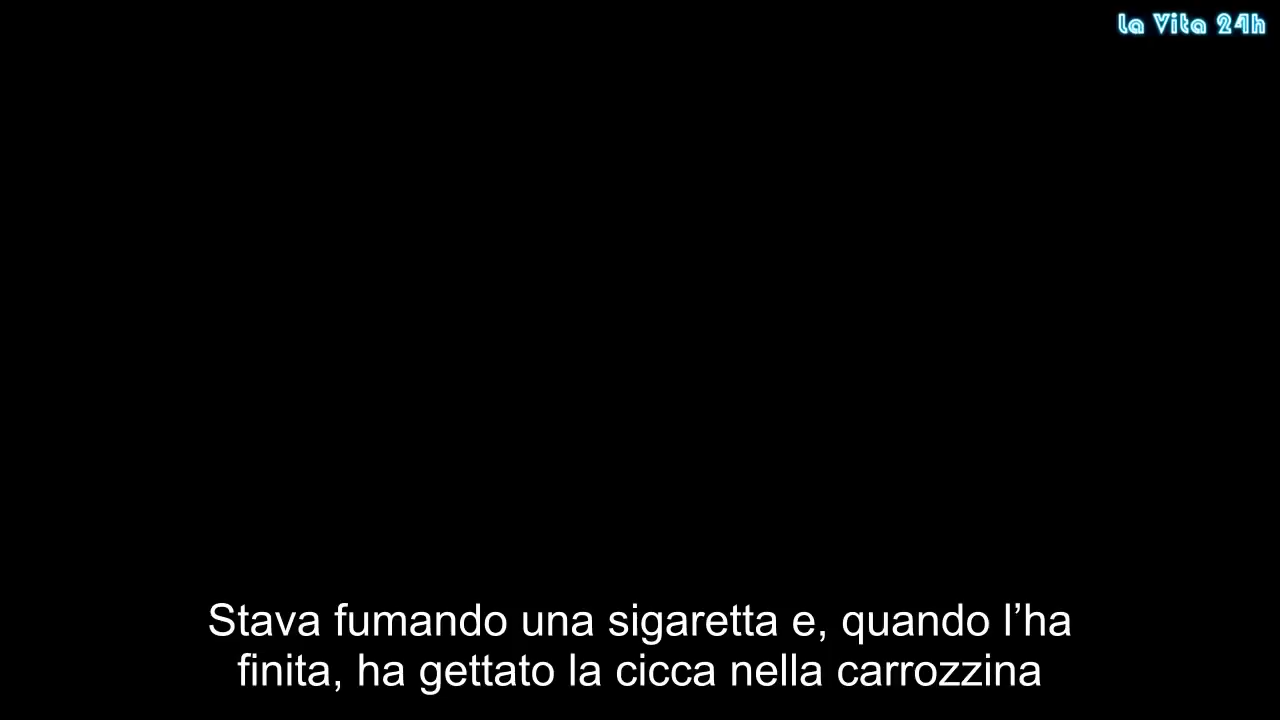 la Vita 24h
Stava fumando una sigaretta e, quando l’ha
finita, ha gettato la cicca nella carrozzina